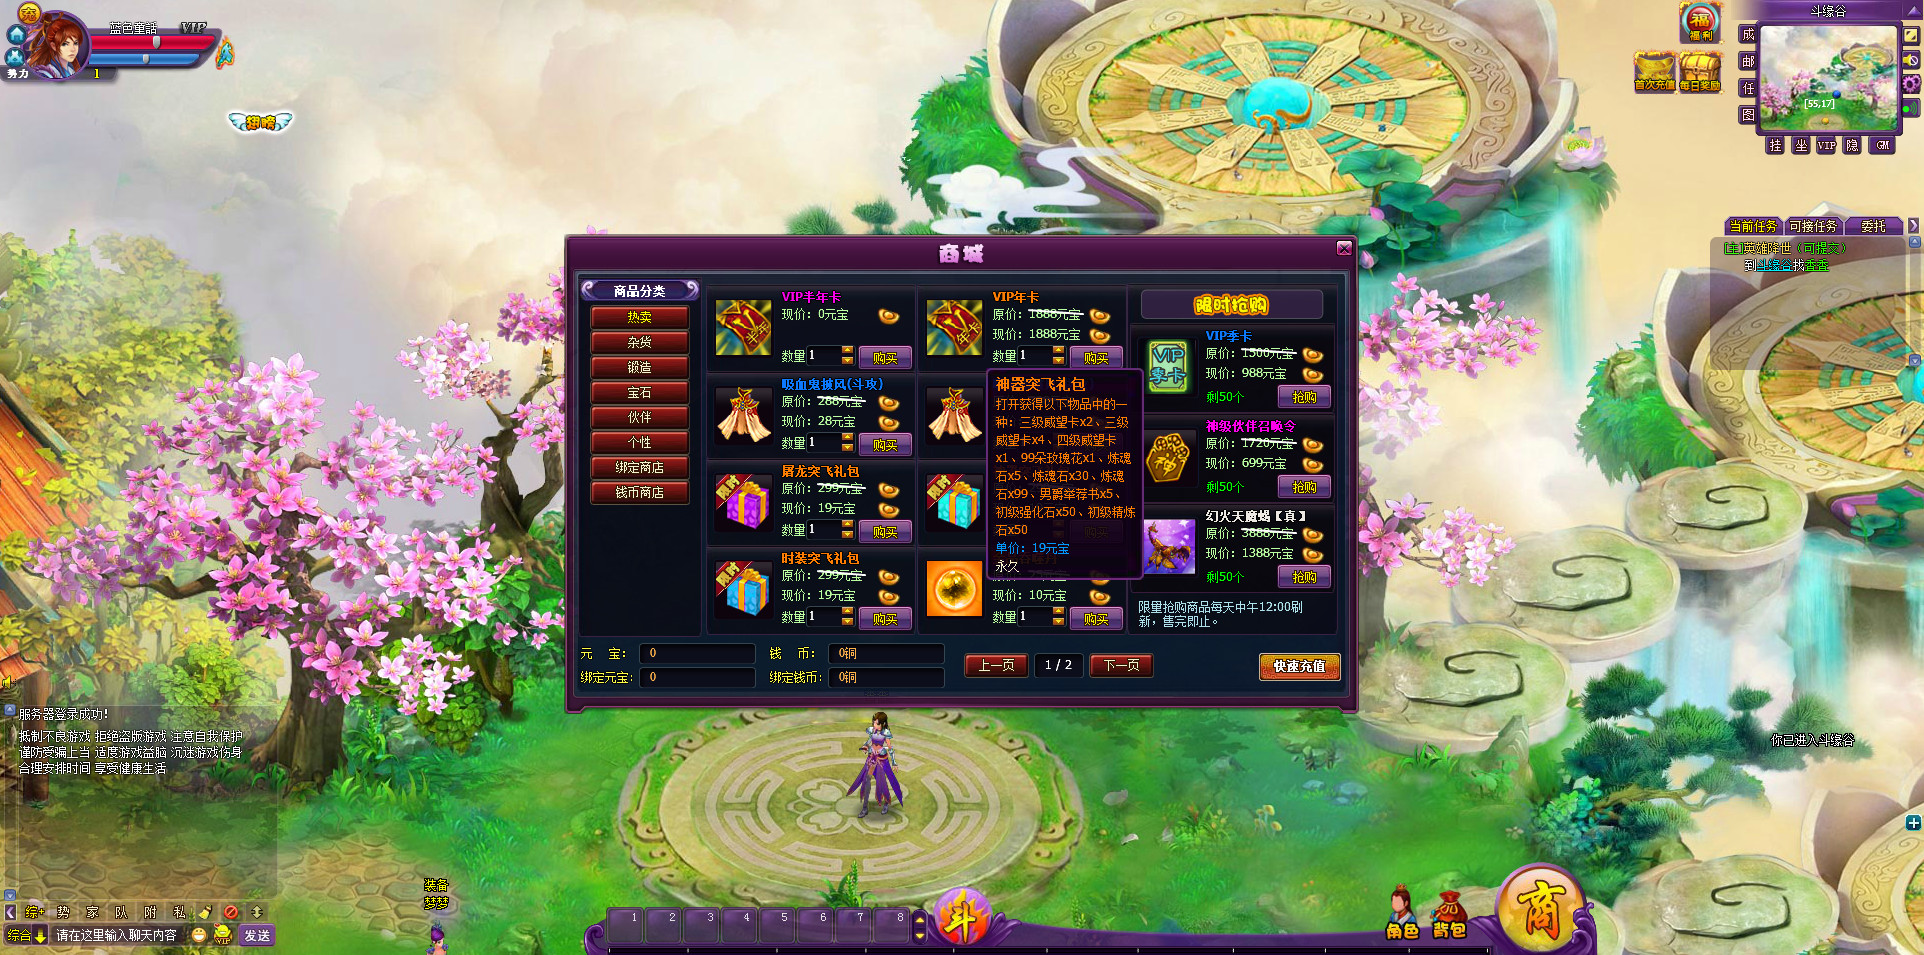 充
蓝色童話
VIP
努力
1
翅膀
福利
首次充值
每日奖励
斗缘谷
成
邮
任
图
[55,17]
挂
坐
VIP
隐
GM
当前任务
可接任务
委托
[主]英雄降世(可提交)
到斗缘谷找香香
商城
商品分类
热卖
杂货
锻造
宝石
伙伴
个性
绑定商店
钱币商店
VIP半年卡
现价：0元宝
数量 1
购买
VIP年卡
原价：1888元宝
现价：1888元宝
数量 1
购买
吸血鬼披风(斗攻)
原价：288元宝
现价：28元宝
数量 1
购买
屠龙突飞礼包
原价：299元宝
现价：19元宝
数量 1
购买
时装突飞礼包
原价：299元宝
现价：19元宝
数量 1
购买
现价：10元宝
数量 1
购买
神器突飞礼包
打开获得以下物品中的一
种：三级威望卡x2、三级
威望卡x4、四级威望卡
x1、99朵玫瑰花x1、炼魂
石x5、炼魂石x30、炼魂
石x99、男爵举荐书x5、
初级强化石x50、初级精炼
石x50
单价：19元宝
永久
限时抢购
VIP季卡
原价：1500元宝
现价：988元宝
剩50个
抢购
神级伙伴召唤令
原价：1720元宝
现价：699元宝
剩50个
抢购
幻火天魔蝎【真】
原价：3888元宝
现价：1388元宝
剩50个
抢购
限量抢购商品每天中午12:00刷
新，售完即止。
元宝： 0
钱币： 0铜
绑定元宝： 0
绑定钱币： 0铜
上一页
1 / 2
下一页
快速充值
服务器登录成功!
抵制不良游戏 拒绝盗版游戏 注意自我保护
谨防受骗上当 适度游戏益脑 沉迷游戏伤身
合理安排时间 享受健康生活
你已进入斗缘谷
装备
梦梦
综+ 势 家 队 附 私
综合
请在这里输入聊天内容
VIP
发送
1 2 3 4 5 6 7 8
斗
角色
背包
商